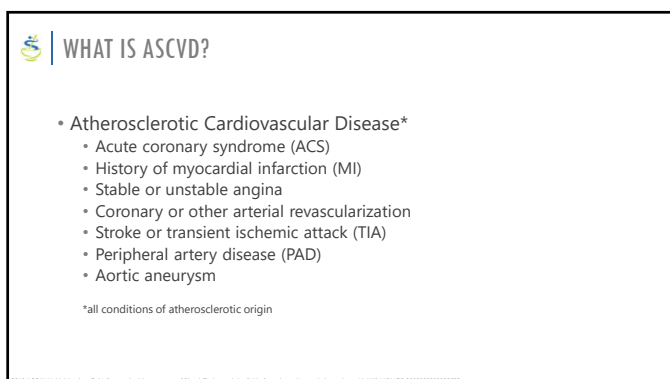 WHAT IS ASCVD?
• Atherosclerotic Cardiovascular Disease*
• Acute coronary syndrome (ACS)
• History of myocardial infarction (MI)
• Stable or unstable angina
• Coronary or other arterial revascularization
• Stroke or transient ischemic attack (TIA)
• Peripheral artery disease (PAD)
• Aortic aneurysm
*all conditions of atherosclerotic origin